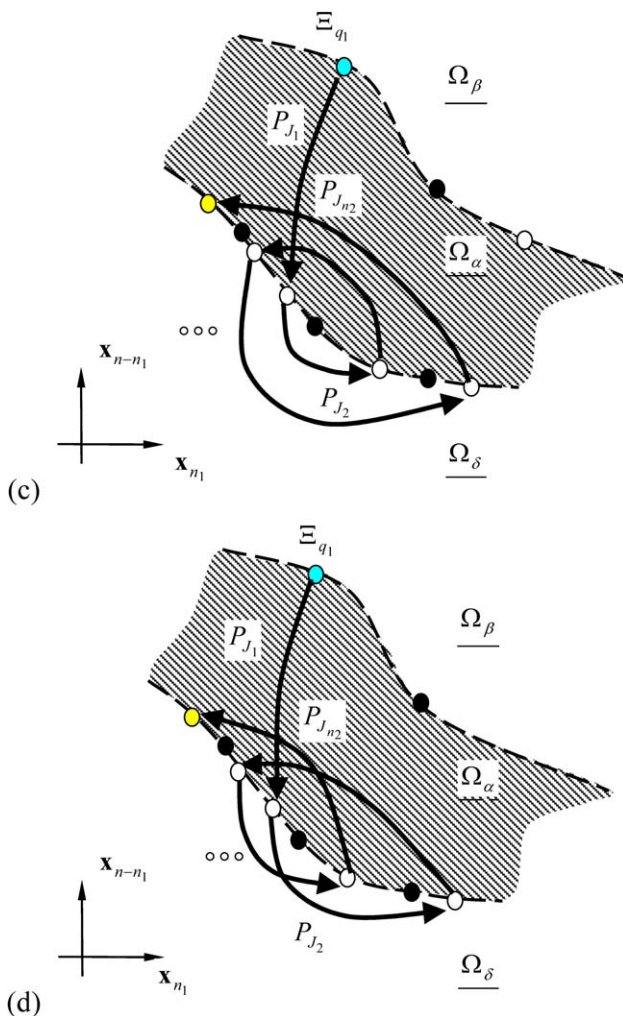 Ξ_{q_1}
Ω_β
P_{J_1}
P_{J_{n2}}
Ω_α
x_{n-n_1}
P_{J_2}
x_{n_1}
Ω_δ
(c)
Ξ_{q_1}
Ω_β
P_{J_1}
P_{J_{n2}}
Ω_α
x_{n-n_1}
P_{J_2}
x_{n_1}
Ω_δ
(d)